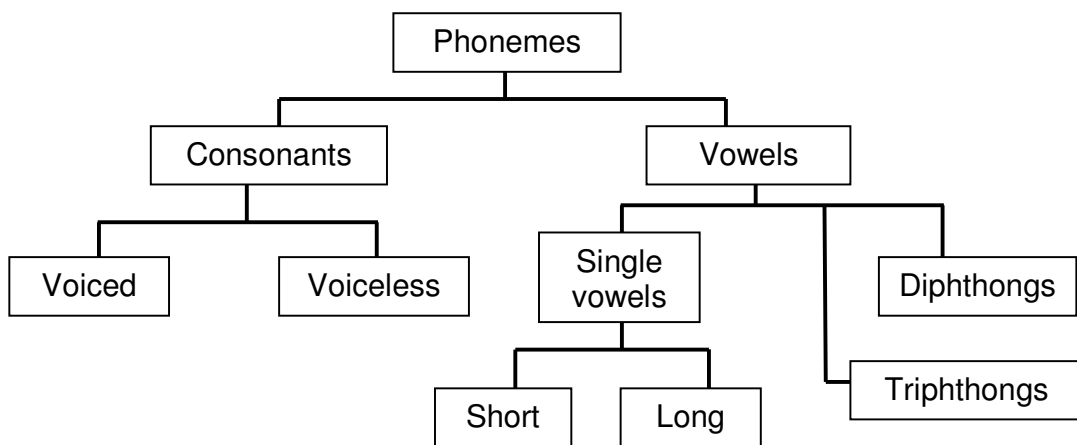 Phonemes
Consonants
Vowels
Voiced
Voiceless
Single
vowels
Diphthongs
Short
Long
Triphthongs